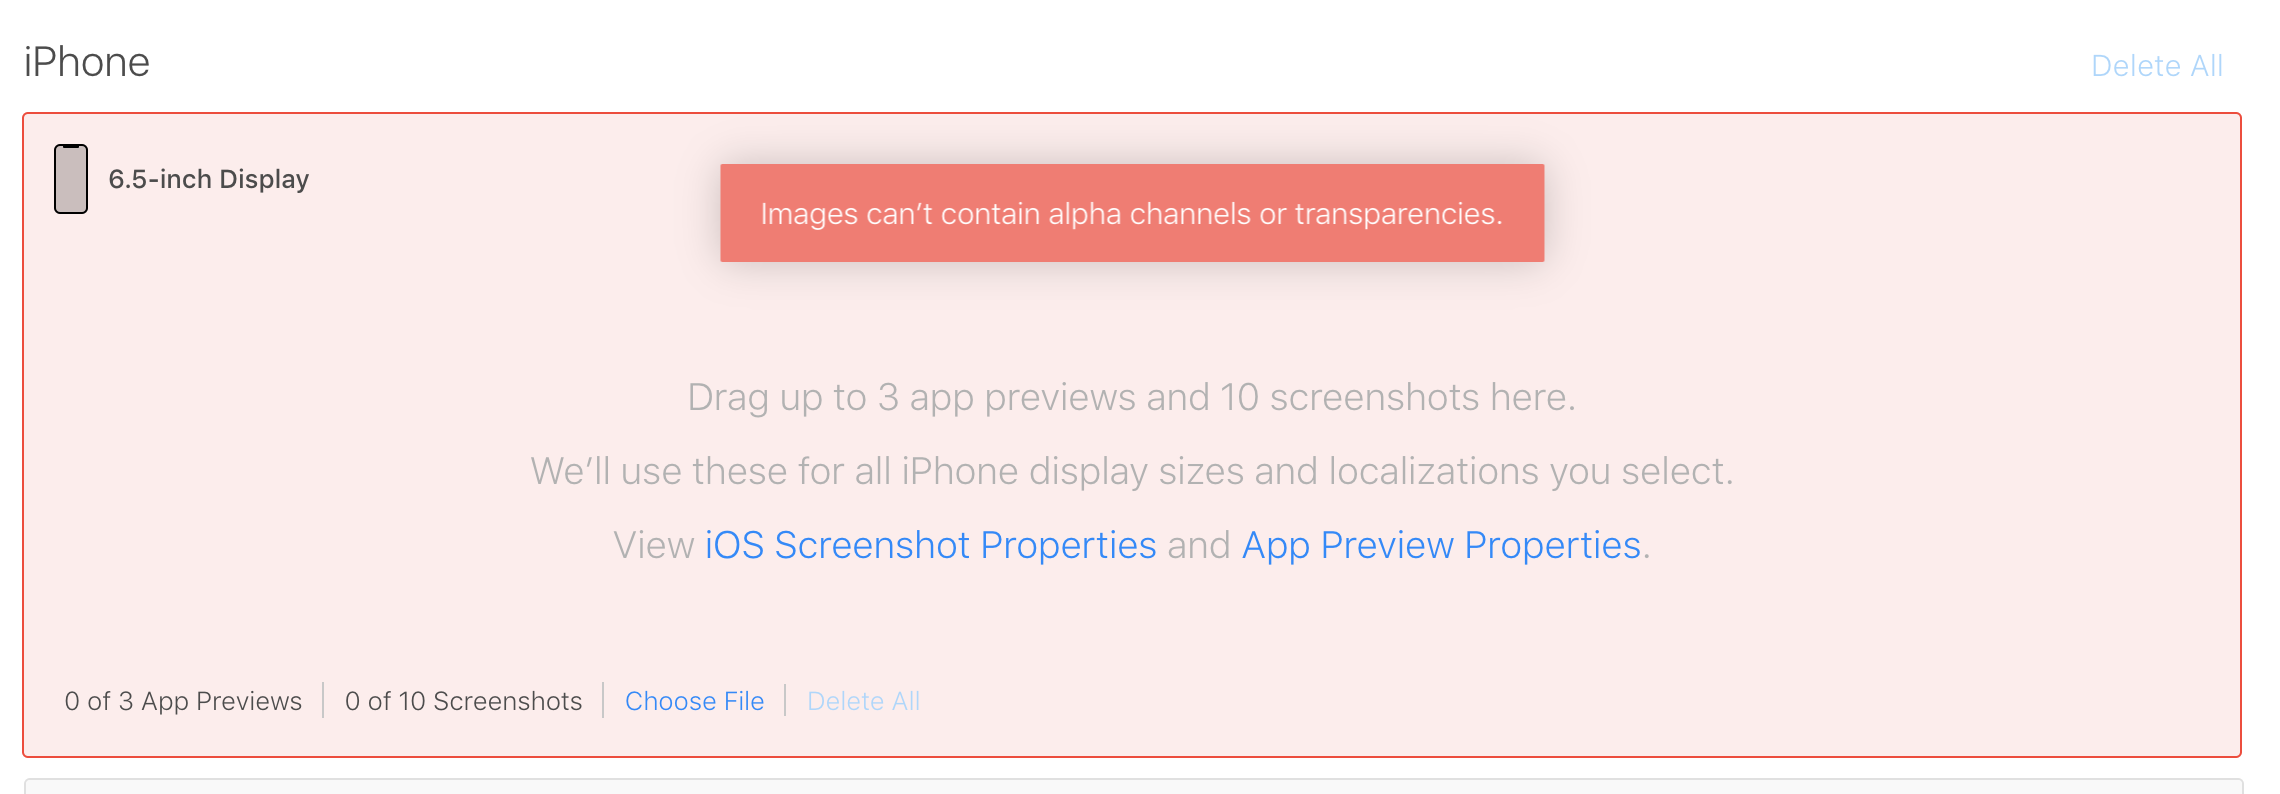 iPhone
Delete All
6.5-inch Display
Images can’t contain alpha channels or transparencies.
Drag up to 3 app previews and 10 screenshots here.
We’ll use these for all iPhone display sizes and localizations you select.
View iOS Screenshot Properties and App Preview Properties.
0 of 3 App Previews
0 of 10 Screenshots
Choose File
Delete All